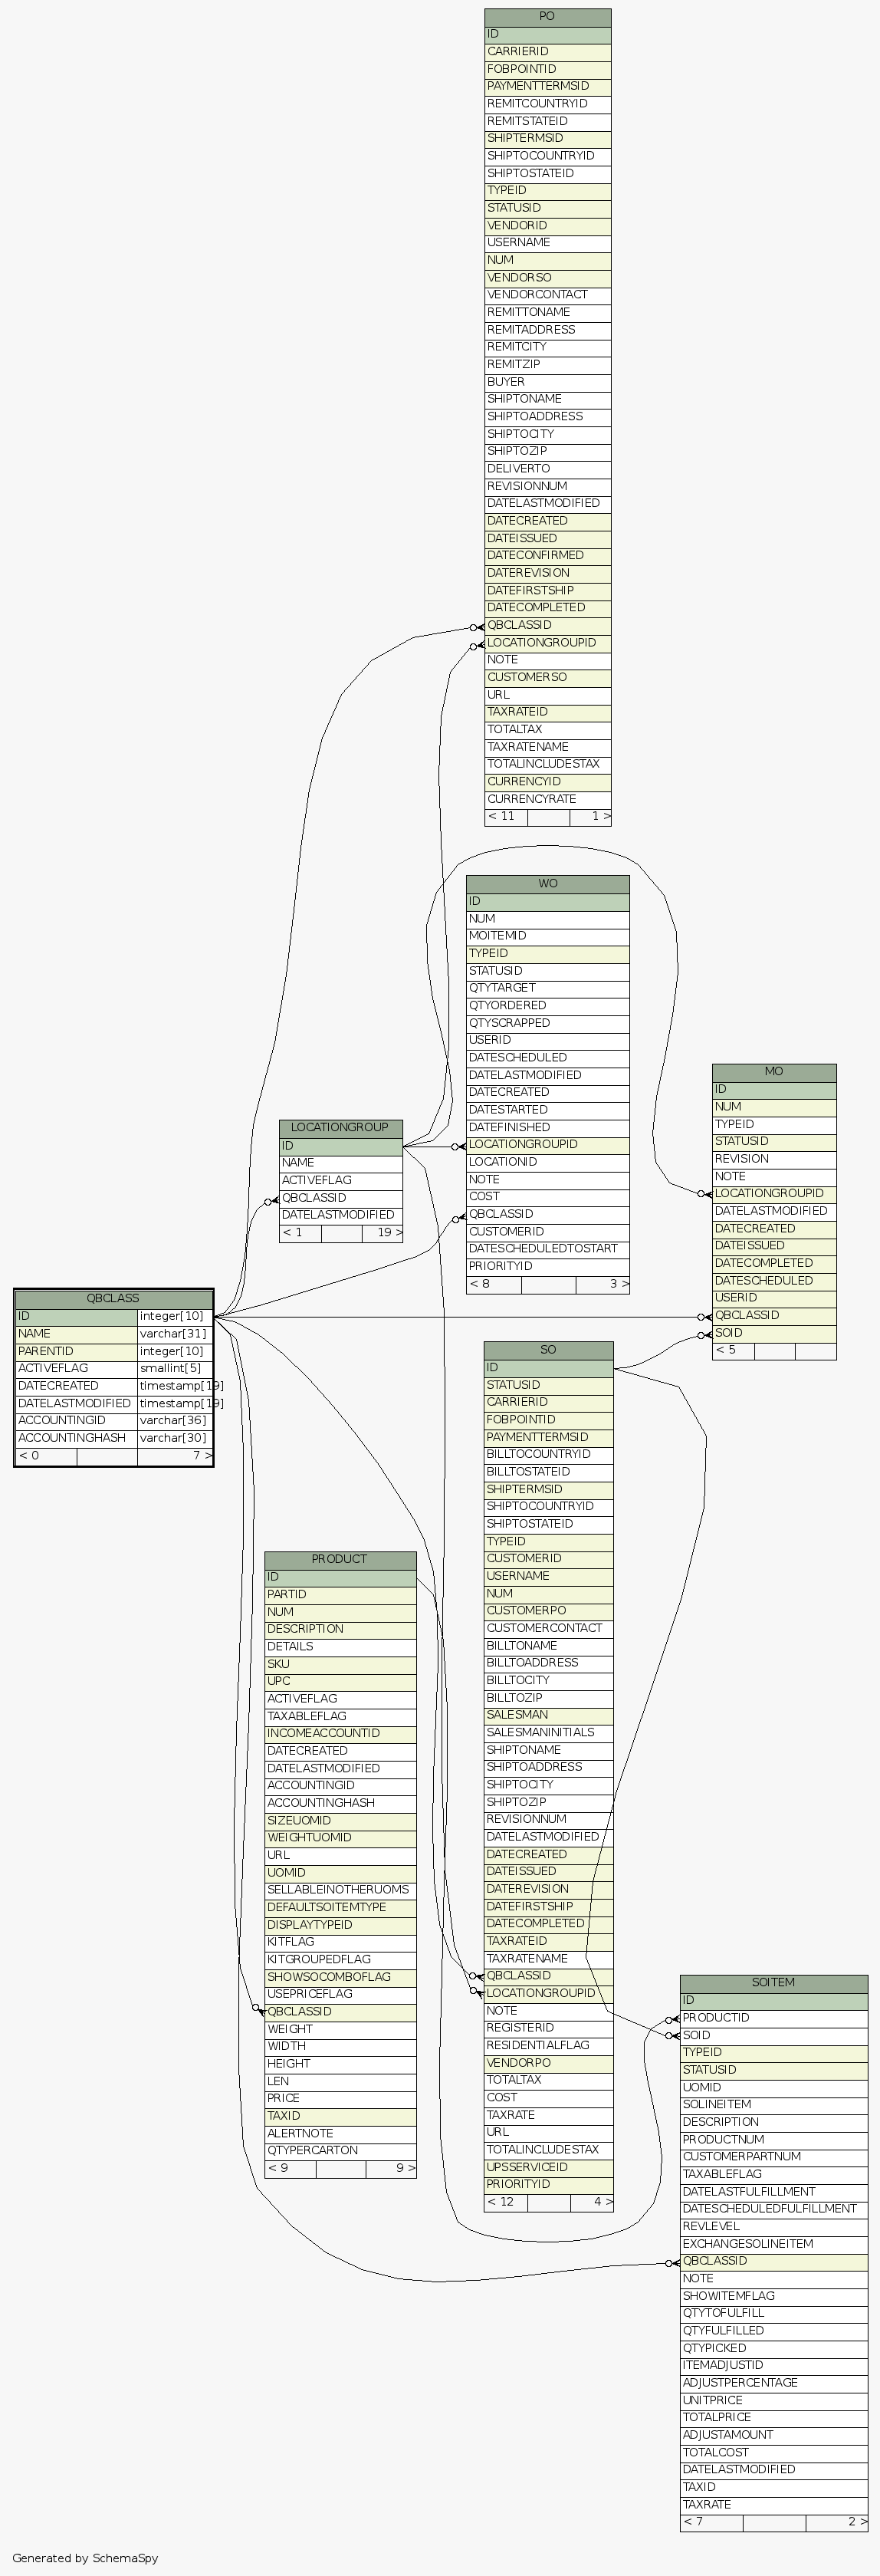 PO
ID
CARRIERID
FOBPOINTID
PAYMENTTERMSID
REMITCOUNTRYID
REMITSTATEID
SHIPTERMSID
SHIPTOCOUNTRYID
SHIPTOSTATEID
TYPEID
STATUSID
VENDORID
USERNAME
NUM
VENDORSO
VENDORCONTACT
REMITTONAME
REMITADDRESS
REMITCITY
REMITZIP
BUYER
SHIPTONAME
SHIPTOADDRESS
SHIPTOCITY
SHIPTOZIP
DELIVERTO
REVISIONNUM
DATELASTMODIFIED
DATECREATED
DATEISSUED
DATECONFIRMED
DATEREVISION
DATEFIRSTSHIP
DATECOMPLETED
QBCLASSID
LOCATIONGROUPID
NOTE
CUSTOMERSO
URL
TAXRATEID
TOTALTAX
TAXRATENAME
TOTALINCLUDESTAX
CURRENCYID
CURRENCYRATE
< 11 1 >
WO
ID
NUM
MOITEMID
TYPEID
STATUSID
QTYTARGET
QTYORDERED
QTYSCRAPPED
USERID
DATESCHEDULED
DATELASTMODIFIED
DATECREATED
DATESTARTED
DATEFINISHED
LOCATIONGROUPID
LOCATIONID
NOTE
COST
QBCLASSID
CUSTOMERID
DATESCHEDULEDTOSTART
PRIORITYID
< 8 3 >
MO
ID
NUM
TYPEID
STATUSID
REVISION
NOTE
LOCATIONGROUPID
DATELASTMODIFIED
DATECREATED
DATEISSUED
DATECOMPLETED
DATESCHEDULED
USERID
QBCLASSID
SOID
< 5
LOCATIONGROUP
ID
NAME
ACTIVEFLAG
QBCLASSID
DATELASTMODIFIED
< 1 19 >
QBCLASS
ID integer[10]
NAME varchar[31]
PARENTID integer[10]
ACTIVEFLAG smallint[5]
DATECREATED timestamp[19]
DATELASTMODIFIED timestamp[19]
ACCOUNTINGID varchar[36]
ACCOUNTINGHASH varchar[30]
< 0 7 >
SO
ID
STATUSID
CARRIERID
FOBPOINTID
PAYMENTTERMSID
BILLTOCOUNTRYID
BILLTOSTATEID
SHIPTERMSID
SHIPTOCOUNTRYID
SHIPTOSTATEID
TYPEID
CUSTOMERID
USERNAME
NUM
CUSTOMERPO
CUSTOMERCONTACT
BILLTONAME
BILLTOADDRESS
BILLTOCITY
BILLTOZIP
SALESMAN
SALESMANINITIALS
SHIPTONAME
SHIPTOADDRESS
SHIPTOCITY
SHIPTOZIP
REVISIONNUM
DATELASTMODIFIED
DATECREATED
DATEISSUED
DATEREVISION
DATEFIRSTSHIP
DATECOMPLETED
TAXRATEID
TAXRATENAME
QBCLASSID
LOCATIONGROUPID
NOTE
REGISTERID
RESIDENTIALFLAG
VENDORPO
TOTALTAX
COST
TAXRATE
URL
TOTALINCLUDESTAX
UPSSERVICEID
PRIORITYID
< 12 4 >
PRODUCT
ID
PARTID
NUM
DESCRIPTION
DETAILS
SKU
UPC
ACTIVEFLAG
TAXABLEFLAG
INCOMEACCOUNTID
DATECREATED
DATELASTMODIFIED
ACCOUNTINGID
ACCOUNTINGHASH
SIZEUOMID
WEIGHTUOMID
URL
UOMID
SELLABLEINOTHERUOMS
DEFAULTSOITEMTYPE
DISPLAYTYPEID
KITFLAG
KITGROUPEDFLAG
SHOWSOCOMBOFLAG
USEPRICEFLAG
QBCLASSID
WEIGHT
WIDTH
HEIGHT
LEN
PRICE
TAXID
ALERTNOTE
QTYPERCARTON
< 9 9 >
SOITEM
ID
PRODUCTID
SOID
TYPEID
STATUSID
UOMID
SOLINEITEM
DESCRIPTION
PRODUCTNUM
CUSTOMERPARTNUM
TAXABLEFLAG
DATELASTFULFILLMENT
DATESCHEDULEDFULFILLMENT
REVLEVEL
EXCHANGESOLINEITEM
QBCLASSID
NOTE
SHOWITEMFLAG
QTYTOFULFILL
QTYFULFILLED
QTYPICKED
ITEMADJUSTID
ADJUSTPERCENTAGE
UNITPRICE
TOTALPRICE
ADJUSTAMOUNT
TOTALCOST
DATELASTMODIFIED
TAXID
TAXRATE
< 7 2 >
Generated by SchemaSpy